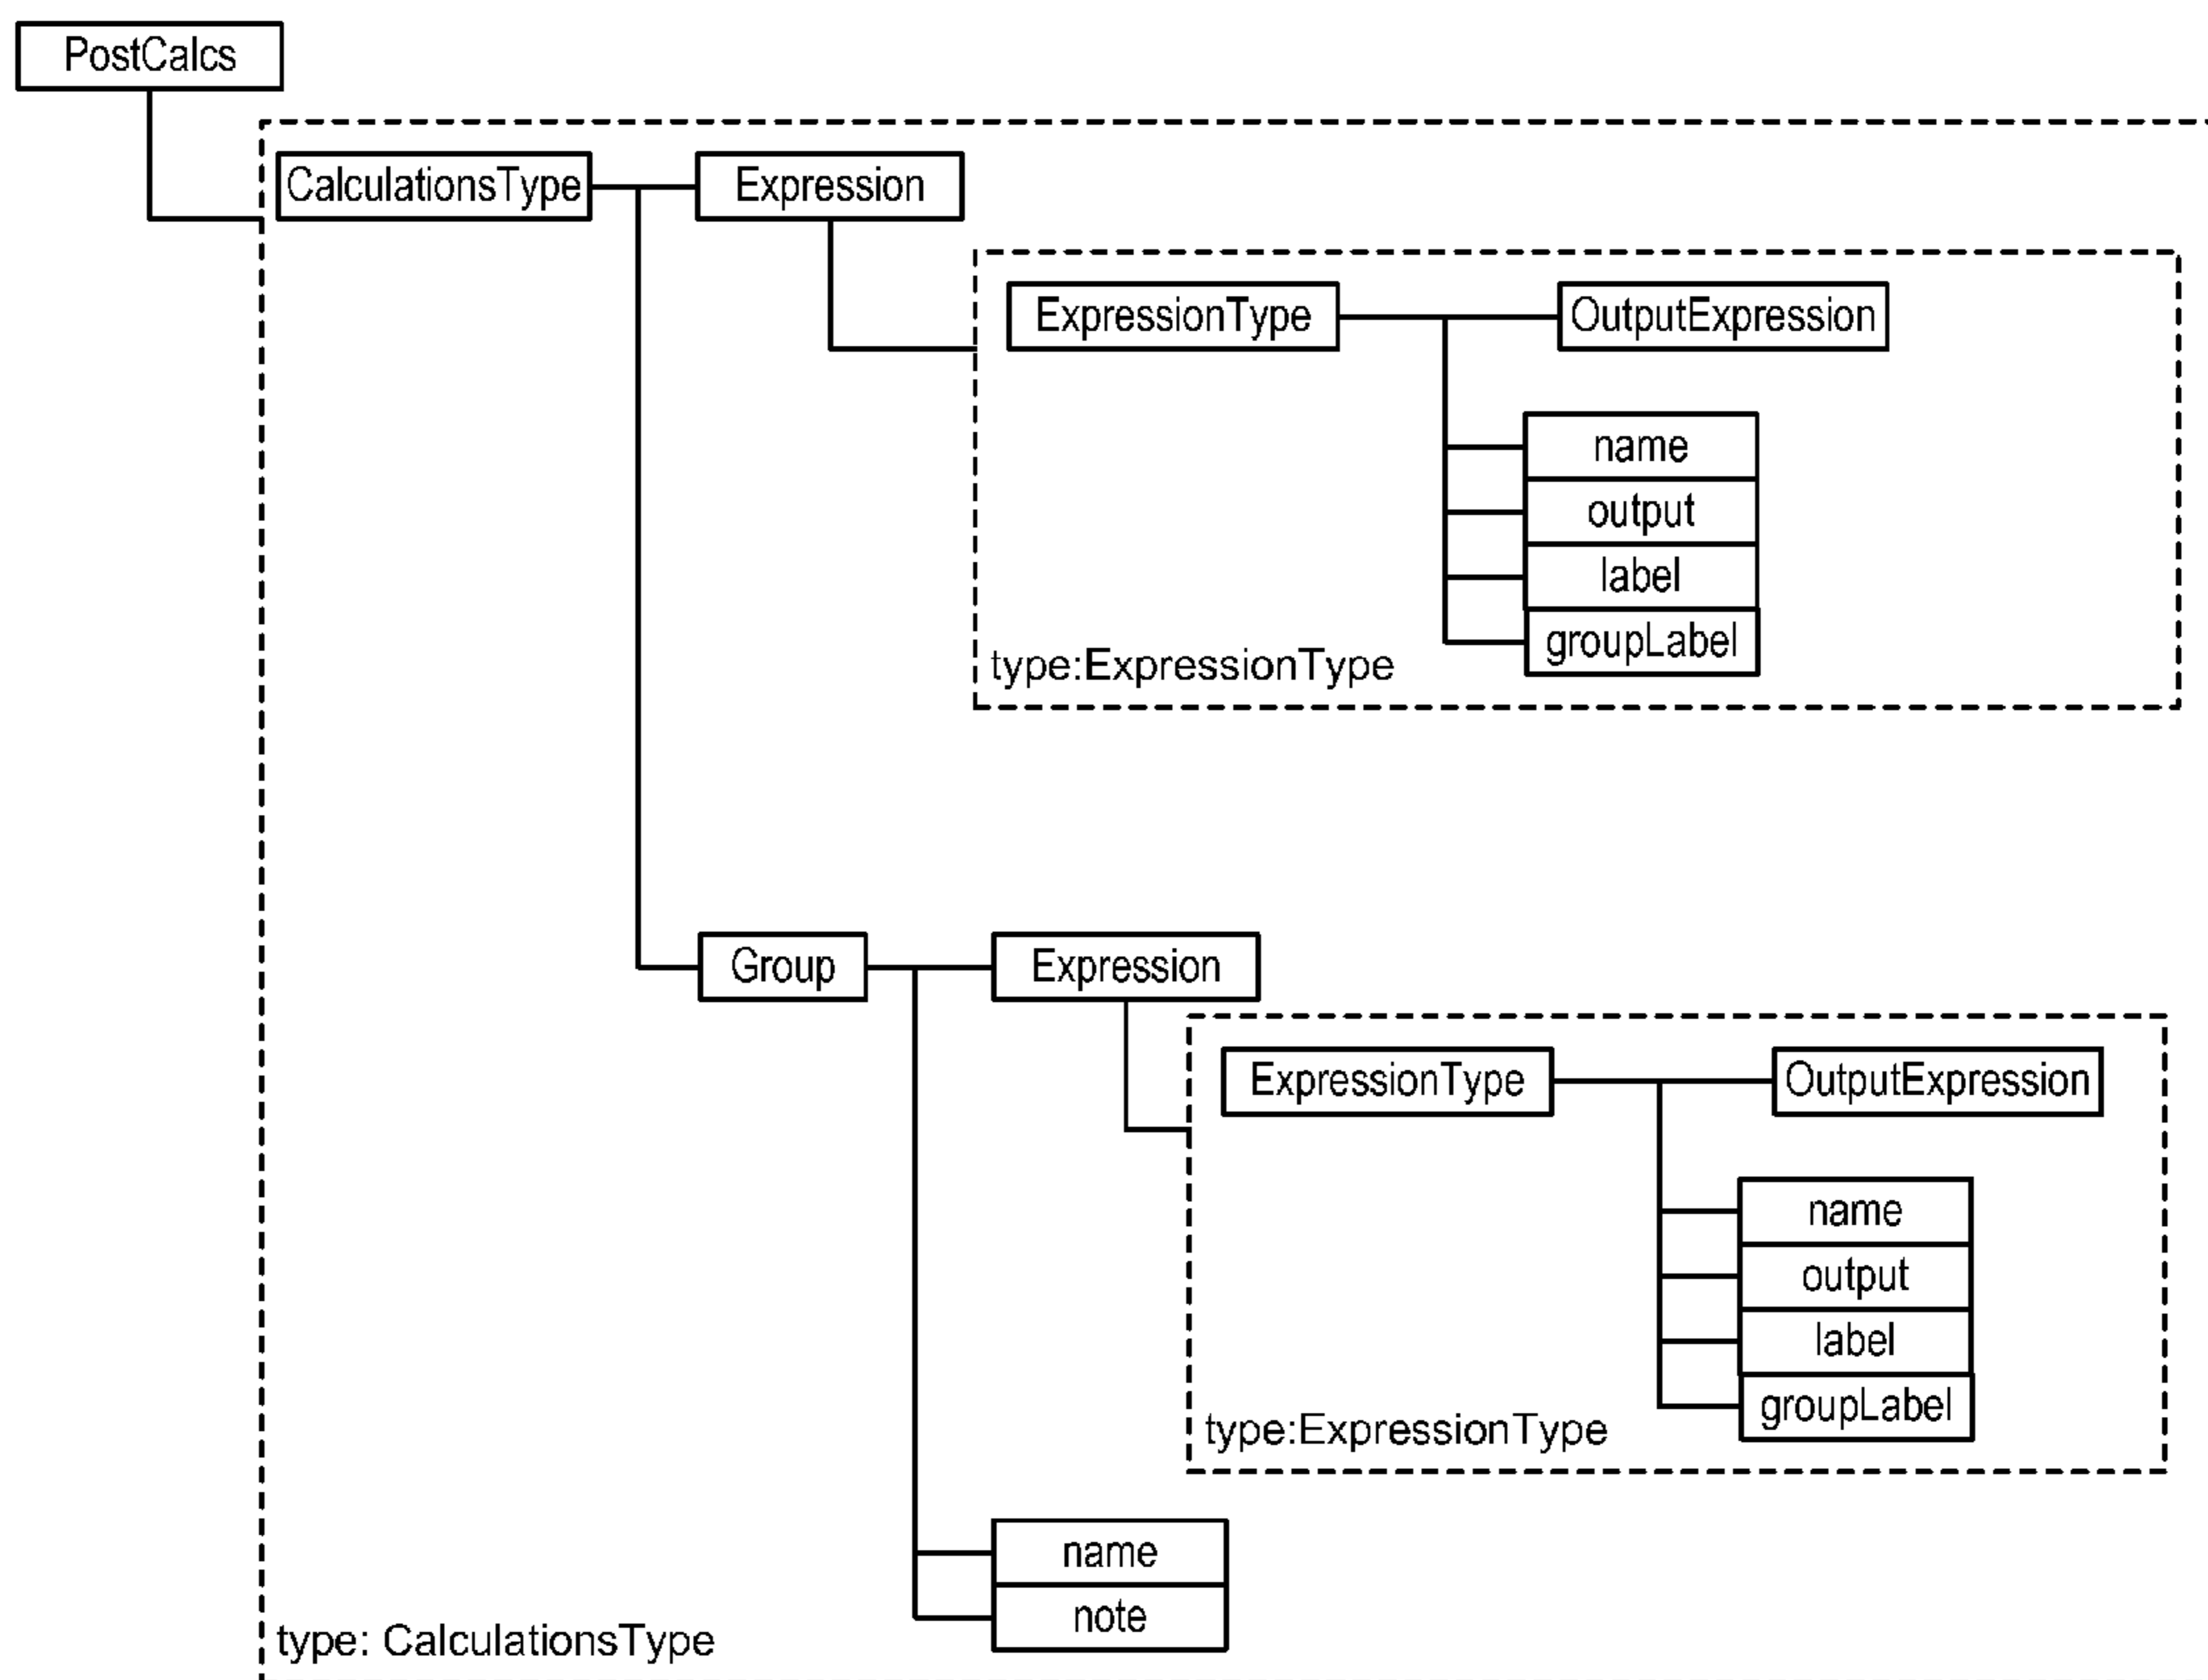 PostCalcs
CalculationsType
Expression
ExpressionType
OutputExpression
name
output
label
groupLabel
type:ExpressionType
Group
Expression
ExpressionType
OutputExpression
name
output
label
groupLabel
type:ExpressionType
name
note
type: CalculationsType